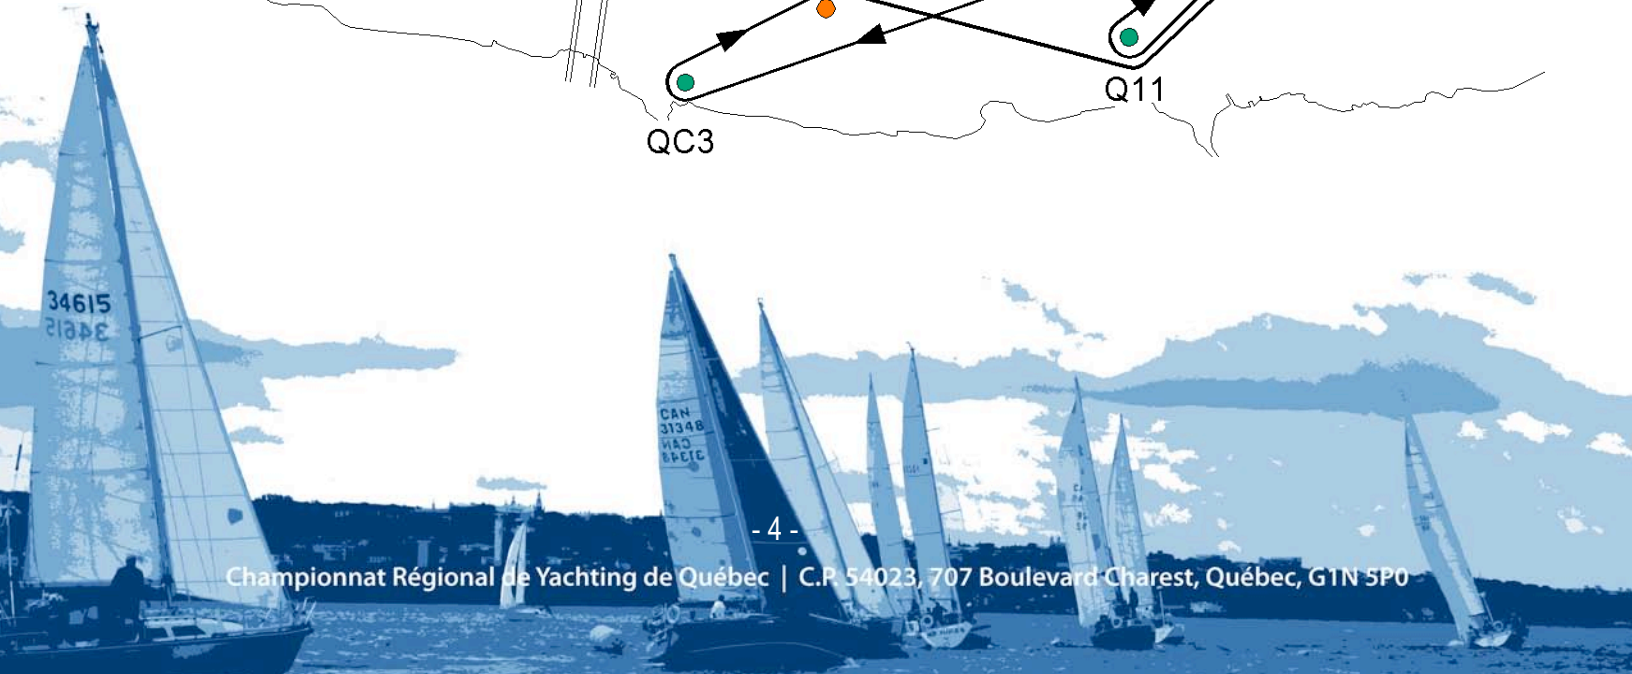 Q11
QC3
34615
34615
CAN
31348
CAN
31348
- 4 -
Championnat Régional de Yachting de Québec | C.P. 54023, 707 Boulevard Charest, Québec, G1N 5P0